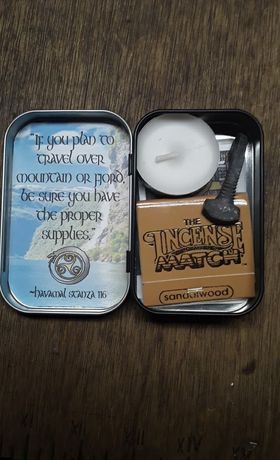 "If you plan to
travel over
mountain or fjord,
be sure you have
the proper
supplies."
~Havamal Stanza 116
THE
INCENSE
MATCH
sandalwood